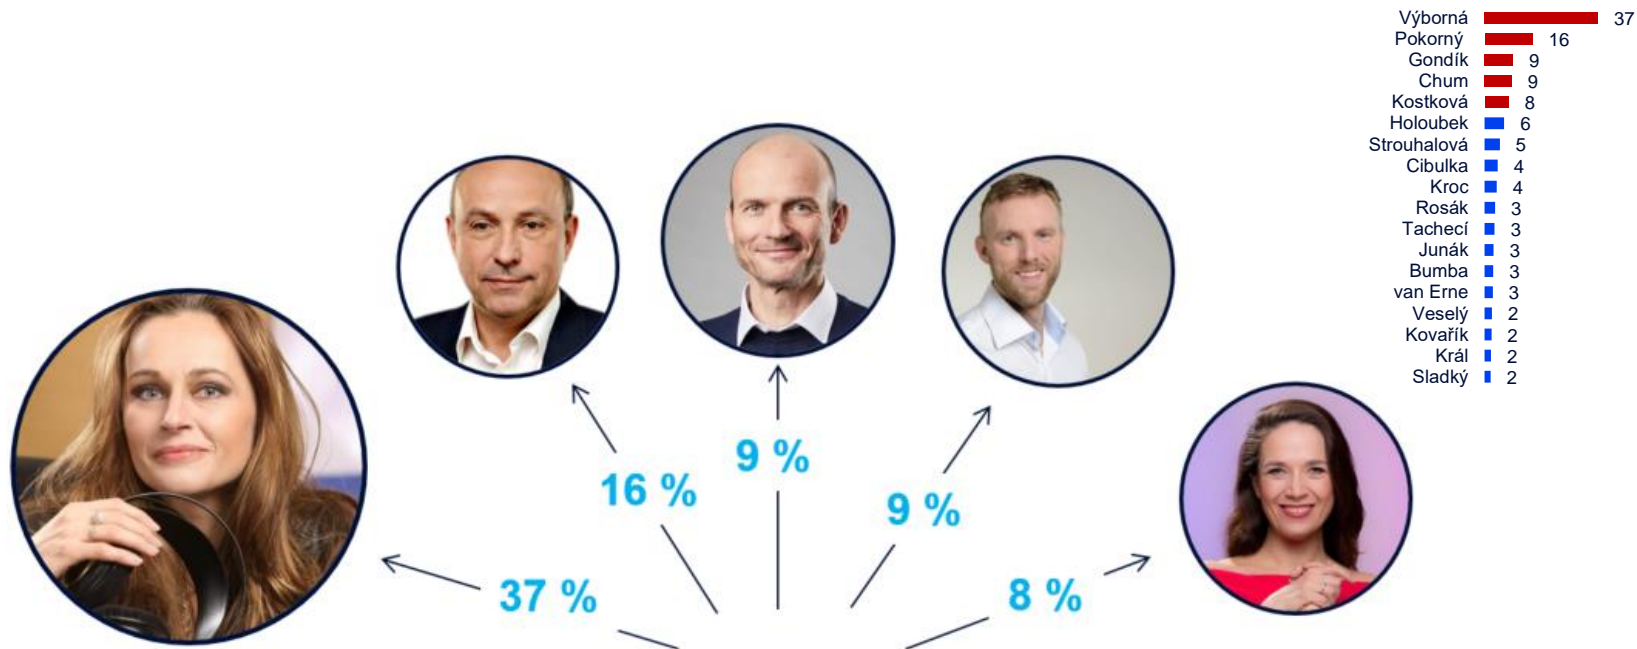 Výborná 37
Pokorný 16
Gondík 9
Chum 9
Kostková 8
Holoubek 6
Strouhalová 5
Cibulka 4
Kroc 4
Rosák 3
Tachecí 3
Junák 3
Bumba 3
van Erne 3
Veselý 2
Kovařík 2
Král 2
Sladký 2
37 %
16 %
9 %
9 %
8 %